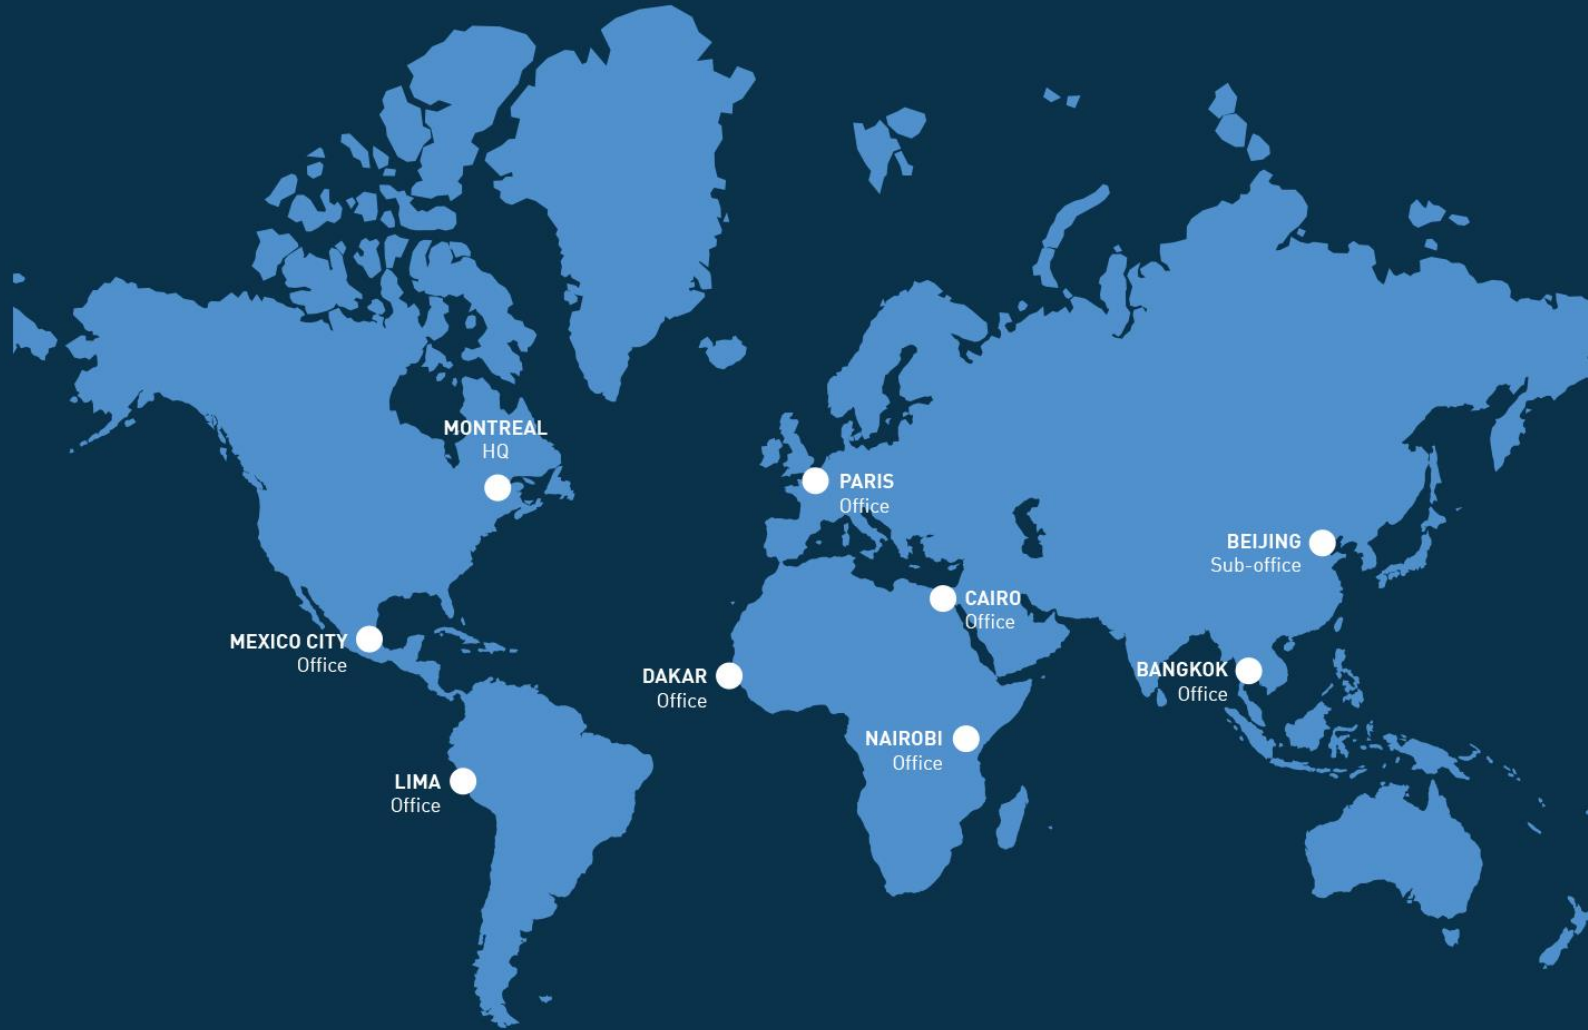 MONTREAL
HQ
PARIS
Office
BEIJING
Sub-office
CAIRO
Office
MEXICO CITY
Office
DAKAR
Office
BANGKOK
Office
NAIROBI
Office
LIMA
Office